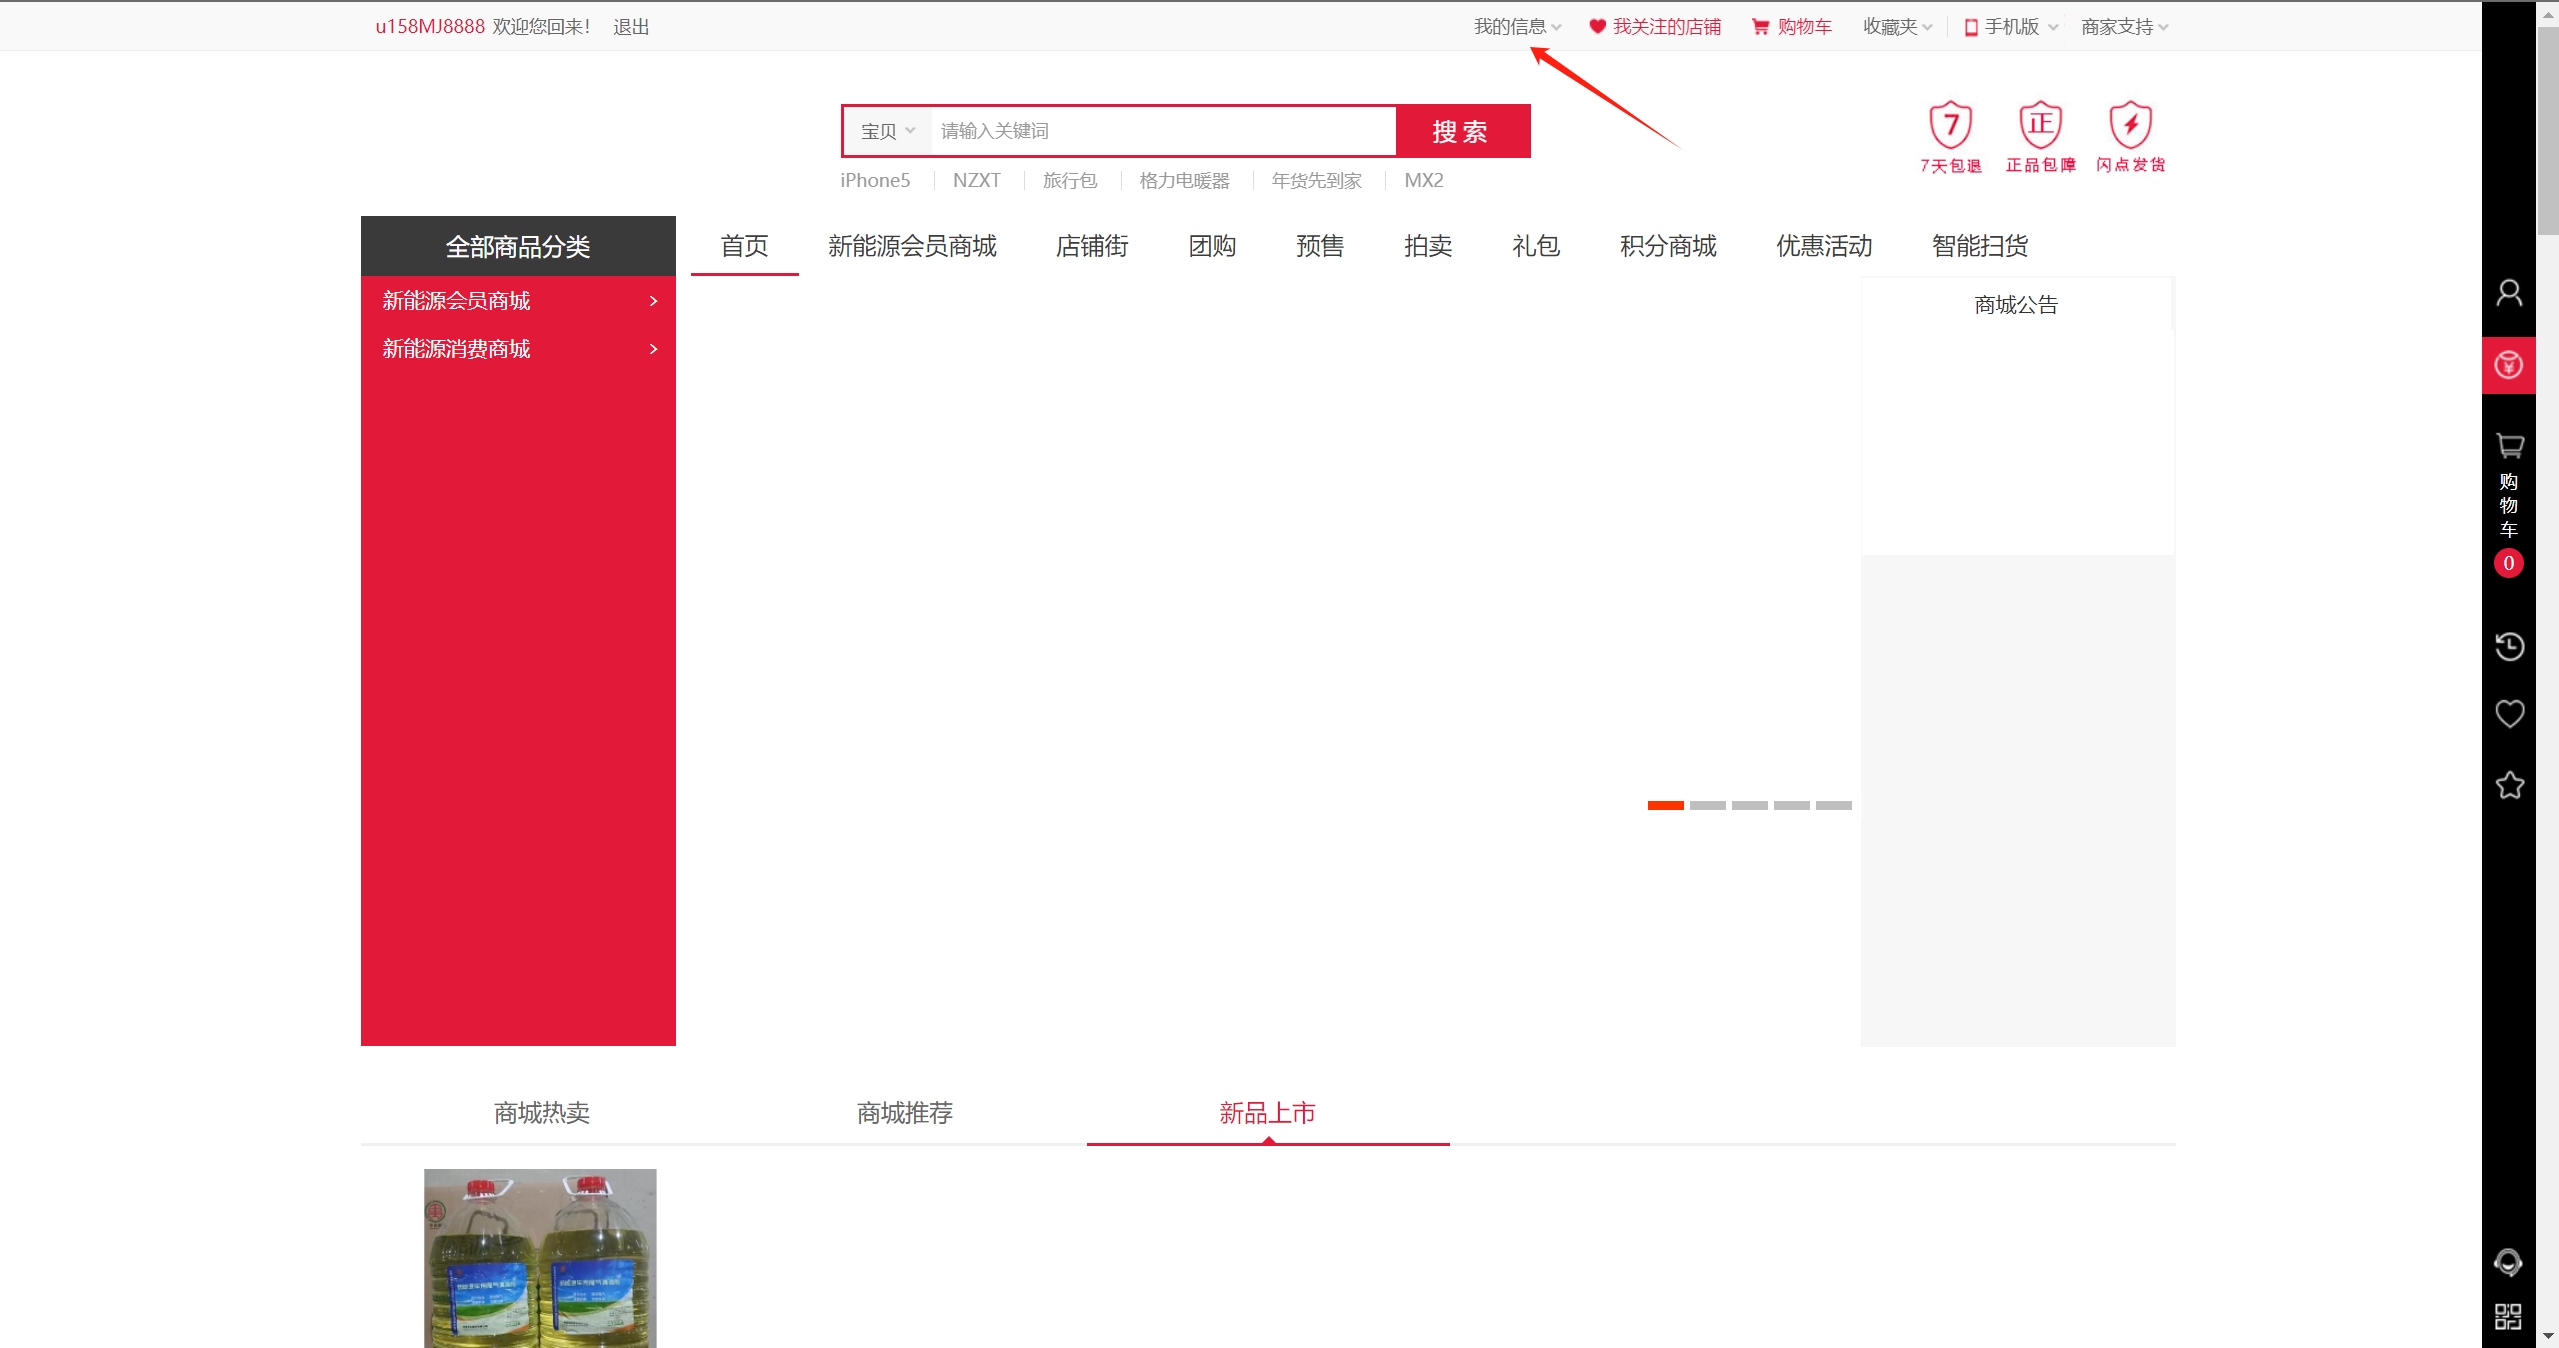 u158MJ8888 欢迎您回来! 退出
我的信息 我关注的店铺 购物车 收藏夹 手机版 商家支持
宝贝 请输入关键词 搜索
iPhone5 NZXT 旅行包 格力电暖器 年货先到家 MX2
7 正
7天包退 正品包障 闪点发货
全部商品分类 首页 新能源会员商城 店铺街 团购 预售 拍卖 礼包 积分商城 优惠活动 智能扫货
新能源会员商城
新能源消费商城
商城公告
购物车
0
商城热卖 商城推荐 新品上市